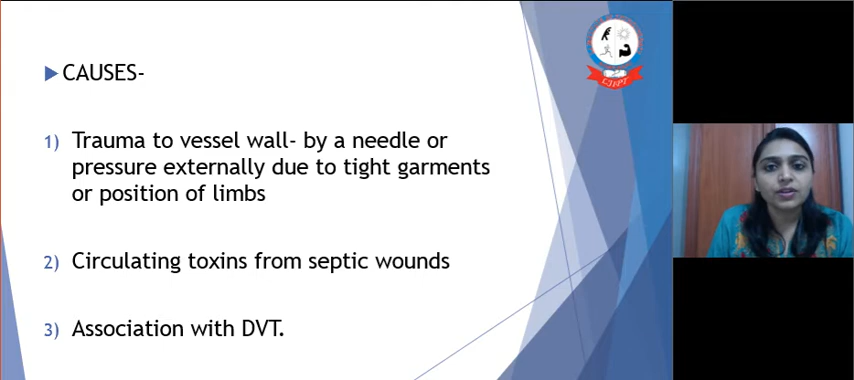 CAUSES-
1) Trauma to vessel wall- by a needle or
pressure externally due to tight garments
or position of limbs
2) Circulating toxins from septic wounds
3) Association with DVT.